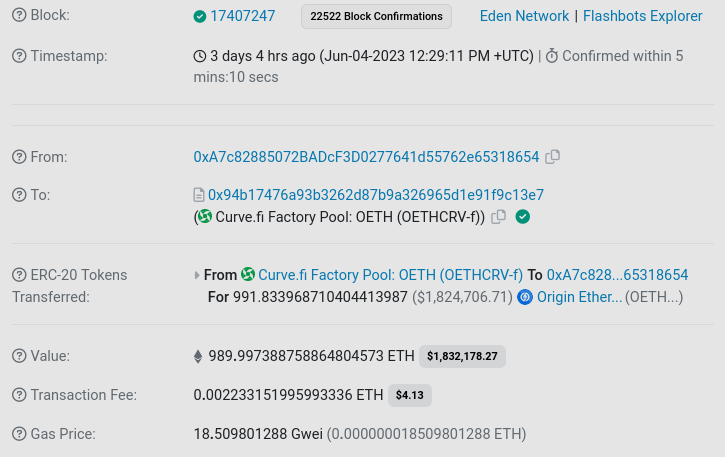 Block: 17407247 22522 Block Confirmations Eden Network | Flashbots Explorer
Timestamp: 3 days 4 hrs ago (Jun-04-2023 12:29:11 PM +UTC) | Confirmed within 5
mins:10 secs
From: 0xA7c82885072BADcF3D0277641d55762e65318654
To: 0x94b17476a93b3262d87b9a326965d1e91f9c13e7
(Curve.fi Factory Pool: OETH (OETHCRV-f))
ERC-20 Tokens From Curve.fi Factory Pool: OETH (OETHCRV-f) To 0xA7c828...65318654
Transferred: For 991.833968710404413987 ($1,824,706.71) Origin Ether... (OETH...)
Value: 989.997388758864804573 ETH $1,832,178.27
Transaction Fee: 0.002233151995993336 ETH $4.13
Gas Price: 18.509801288 Gwei (0.000000018509801288 ETH)